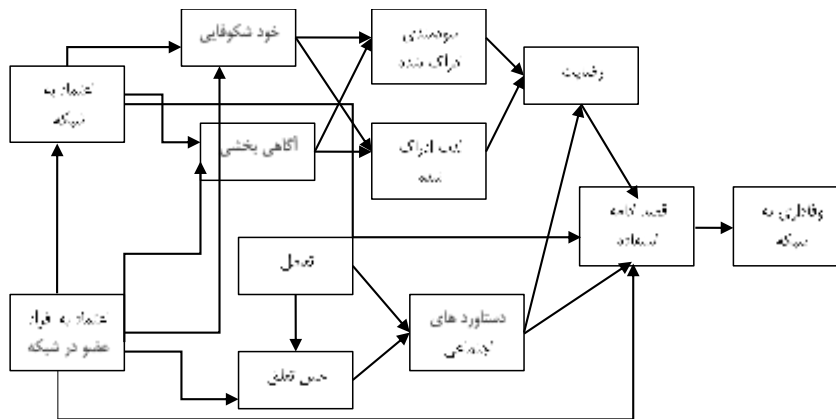 خود شکوفایی
سودمندی
ادراک شده
رضایت
اعتماد به
شبکه
آگاهی بخشی
لذت ادراک
شده
قصد ادامه
استفاده
وفاداری به
شبکه
تعامل
اعتماد به افراد
عضو در شبکه
دستاورد های
اجتماعی
حس تعلق